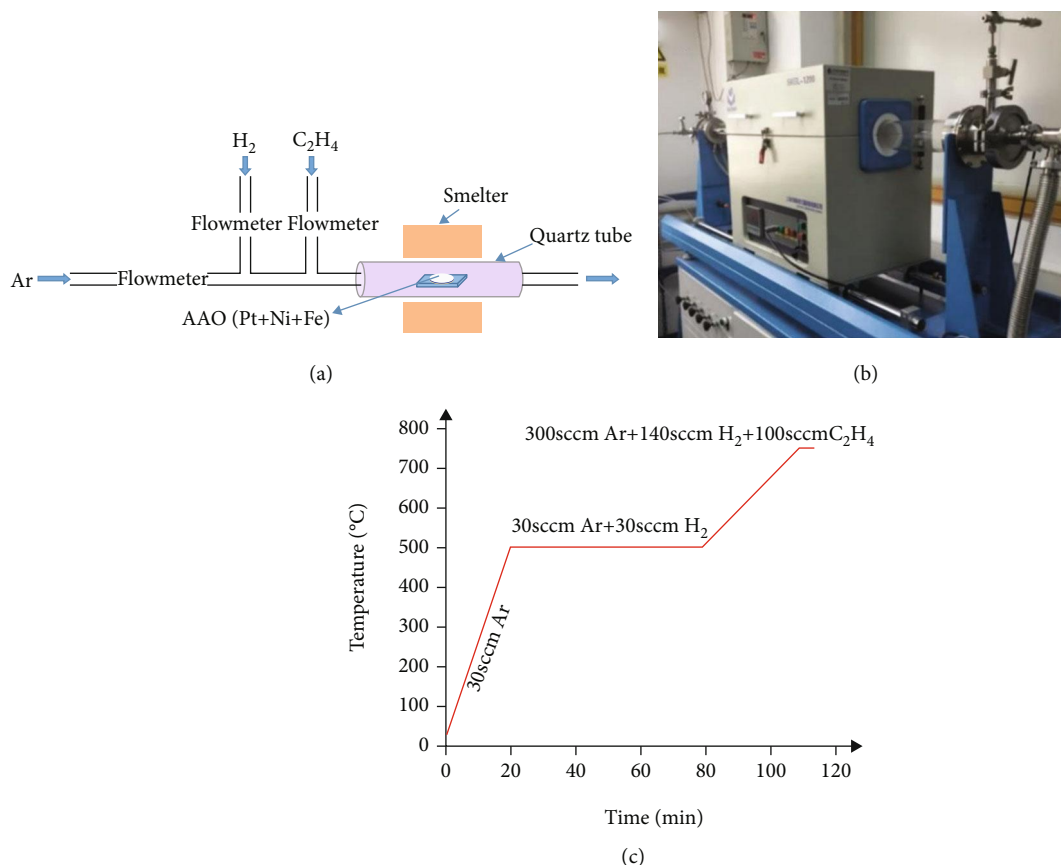 H₂
C₂H₄
Smelter
Flowmeter
Flowmeter
Quartz tube
Ar
Flowmeter
AAO (Pt+Ni+Fe)
(a)
(b)
800
700
600
500
400
300
200
100
0
Temperature (°C)
300sccm Ar+140sccm H₂+100sccmC₂H₄
30sccm Ar+30sccm H₂
30sccm Ar
0
20
40
60
80
100
120
Time (min)
(c)